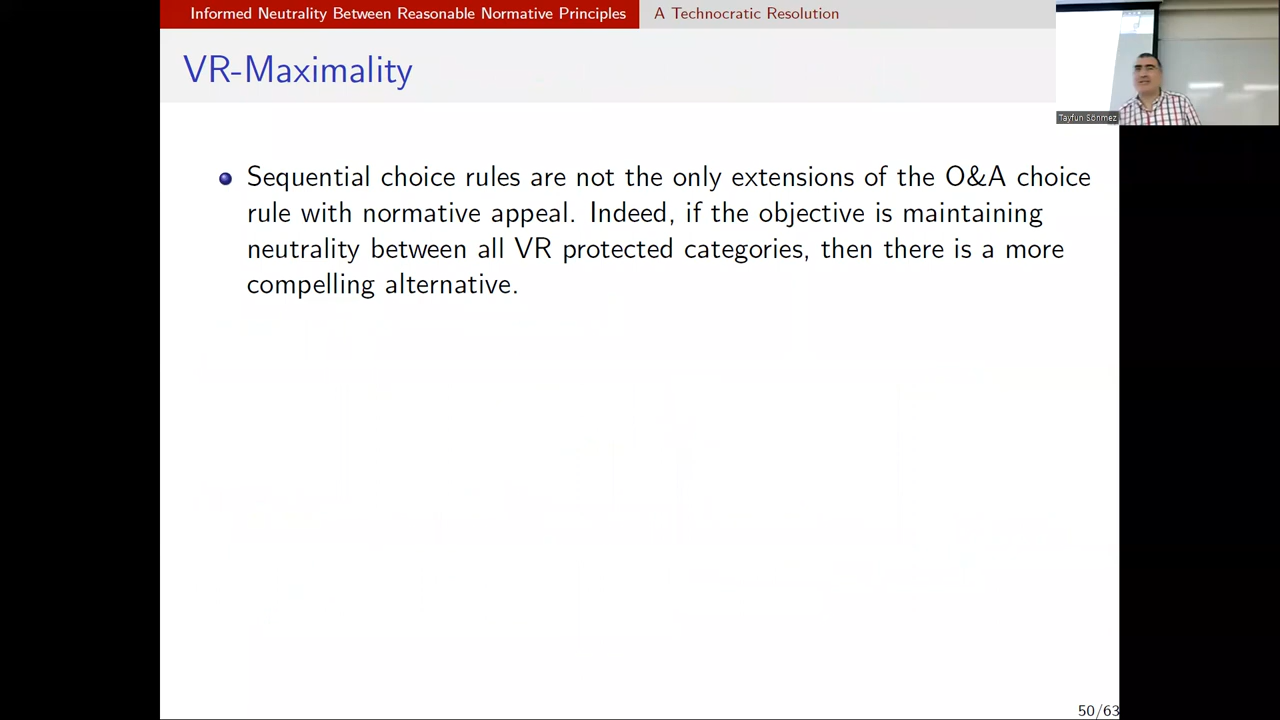 Informed Neutrality Between Reasonable Normative Principles
A Technocratic Resolution
VR-Maximality
Tayfun Sönmez
Sequential choice rules are not the only extensions of the O&A choice
rule with normative appeal. Indeed, if the objective is maintaining
neutrality between all VR protected categories, then there is a more
compelling alternative.
50/63